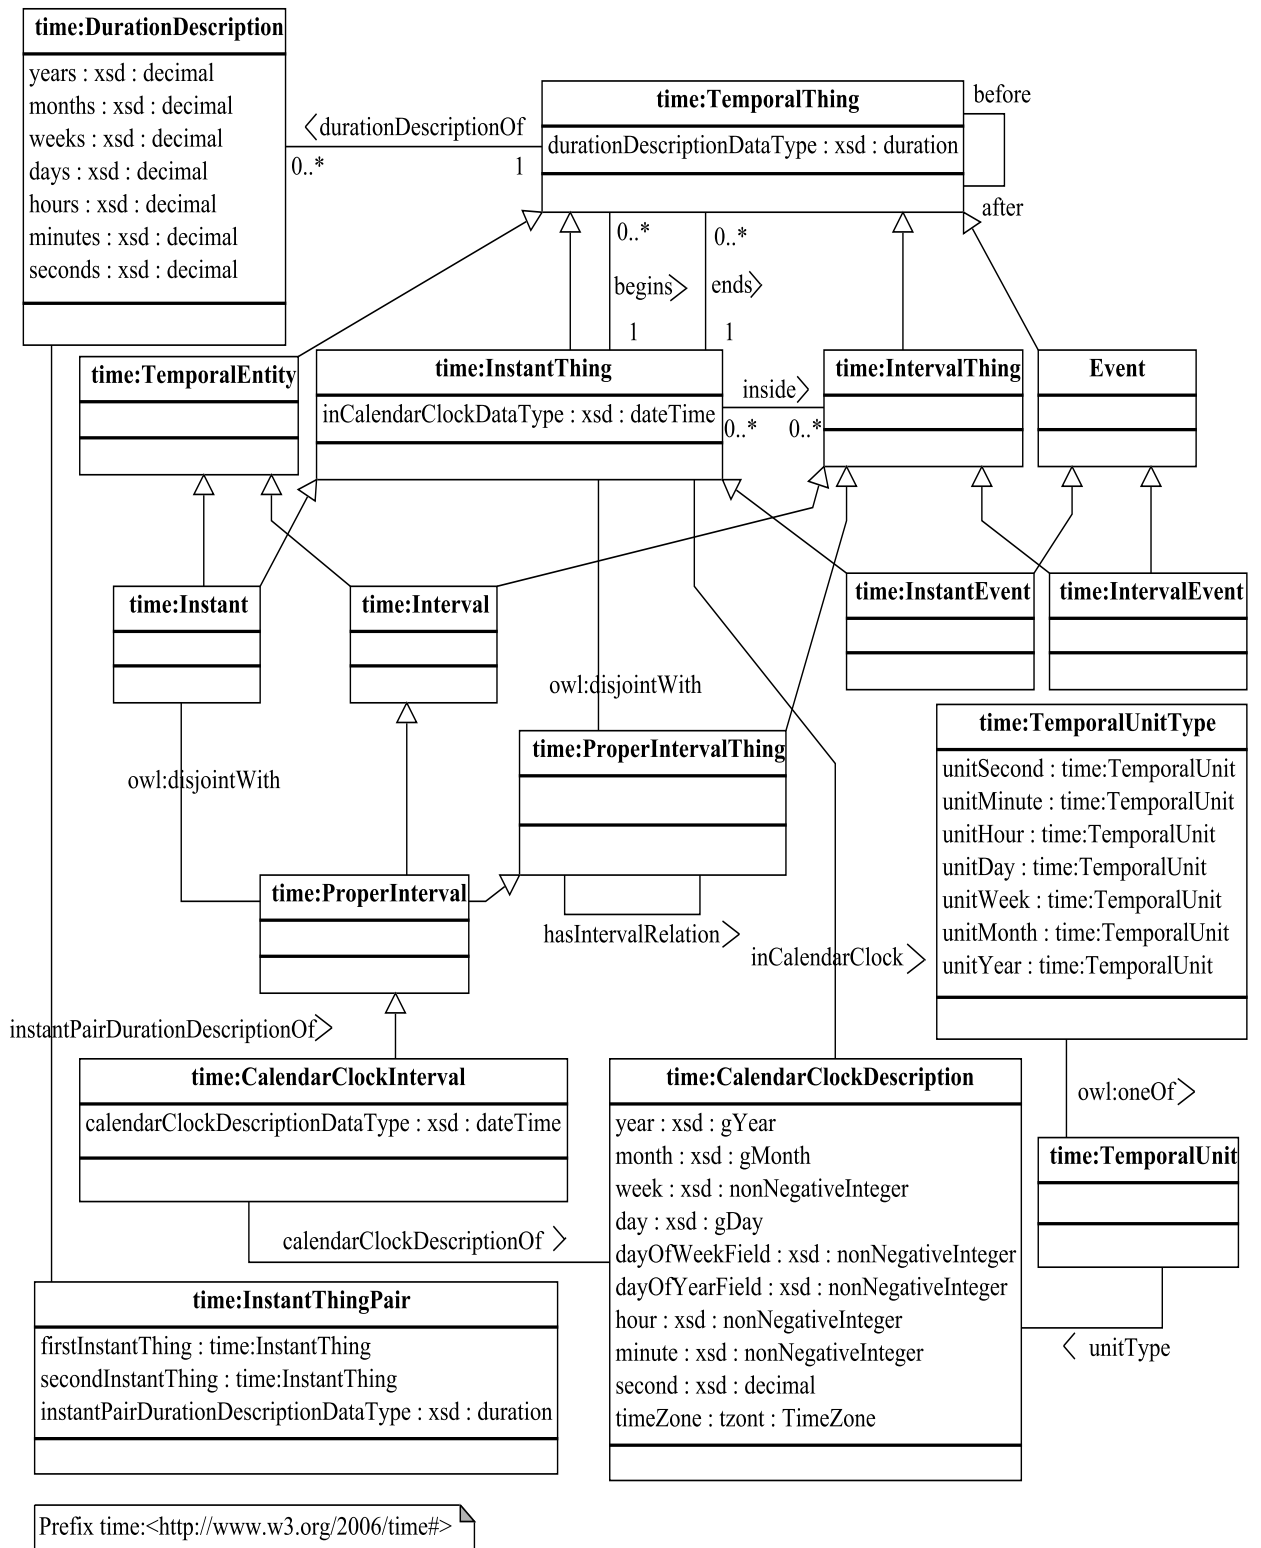 time:DurationDescription
years : xsd : decimal
months : xsd : decimal
weeks : xsd : decimal
days : xsd : decimal
hours : xsd : decimal
minutes : xsd : decimal
seconds : xsd : decimal
<durationDescriptionOf
0..*
1
time:TemporalThing
durationDescriptionDataType : xsd : duration
before
after
0..*
begins>
1
0..*
ends>
1
time:TemporalEntity
time:InstantThing
inCalendarClockDataType : xsd : dateTime
inside>
0..*
0..*
time:IntervalThing
Event
time:Instant
time:Interval
time:InstantEvent
time:IntervalEvent
owl:disjointWith
owl:disjointWith
time:ProperIntervalThing
time:ProperInterval
hasIntervalRelation>
inCalendarClock>
time:TemporalUnitType
unitSecond : time:TemporalUnit
unitMinute : time:TemporalUnit
unitHour : time:TemporalUnit
unitDay : time:TemporalUnit
unitWeek : time:TemporalUnit
unitMonth : time:TemporalUnit
unitYear : time:TemporalUnit
instantPairDurationDescriptionOf>
time:CalendarClockInterval
calendarClockDescriptionDataType : xsd : dateTime
calendarClockDescriptionOf >
time:CalendarClockDescription
year : xsd : gYear
month : xsd : gMonth
week : xsd : nonNegativeInteger
day : xsd : gDay
dayOfWeekField : xsd : nonNegativeInteger
dayOfYearField : xsd : nonNegativeInteger
hour : xsd : nonNegativeInteger
minute : xsd : nonNegativeInteger
second : xsd : decimal
timeZone : tzont : TimeZone
owl:oneOf>
time:TemporalUnit
< unitType
time:InstantThingPair
firstInstantThing : time:InstantThing
secondInstantThing : time:InstantThing
instantPairDurationDescriptionDataType : xsd : duration
Prefix time:<http://www.w3.org/2006/time#>